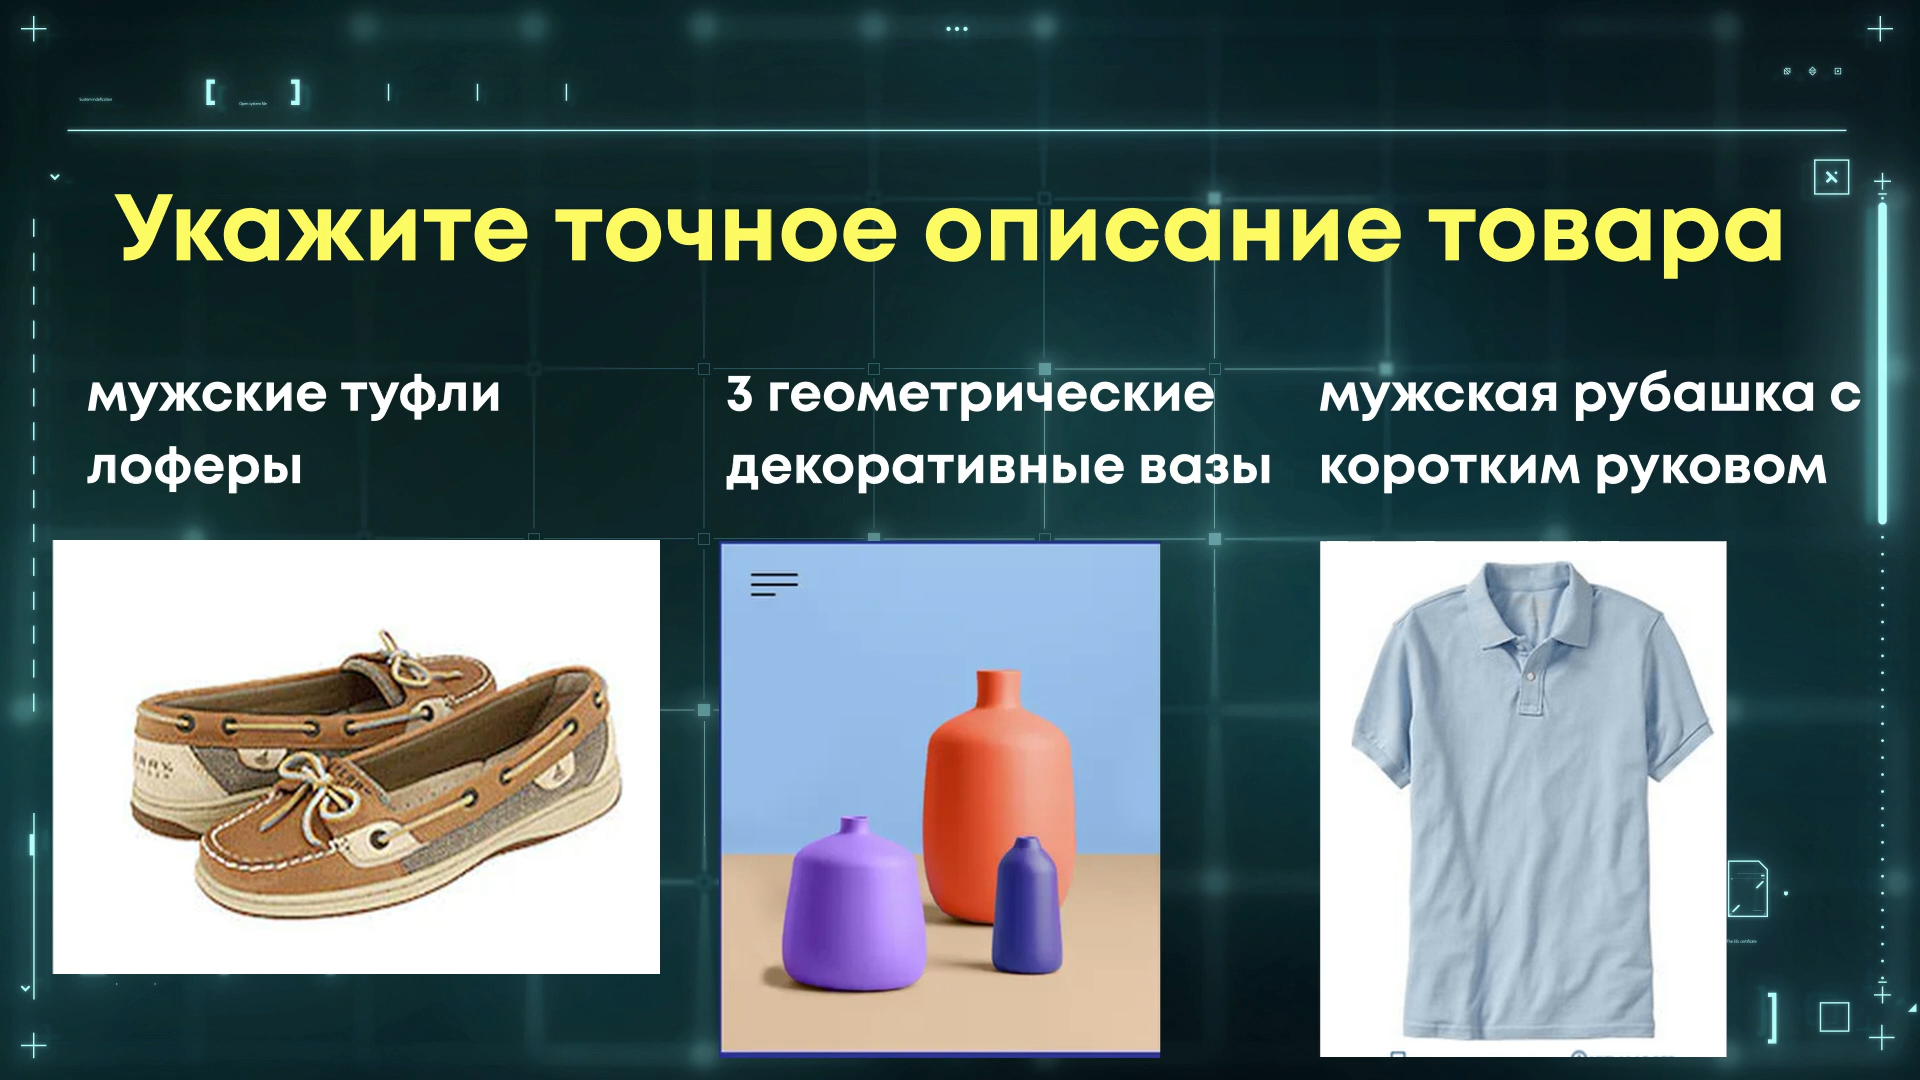 Укажите точное описание товара
мужские туфли
лоферы
3 геометрические
декоративные вазы
мужская рубашка с
коротким руковом